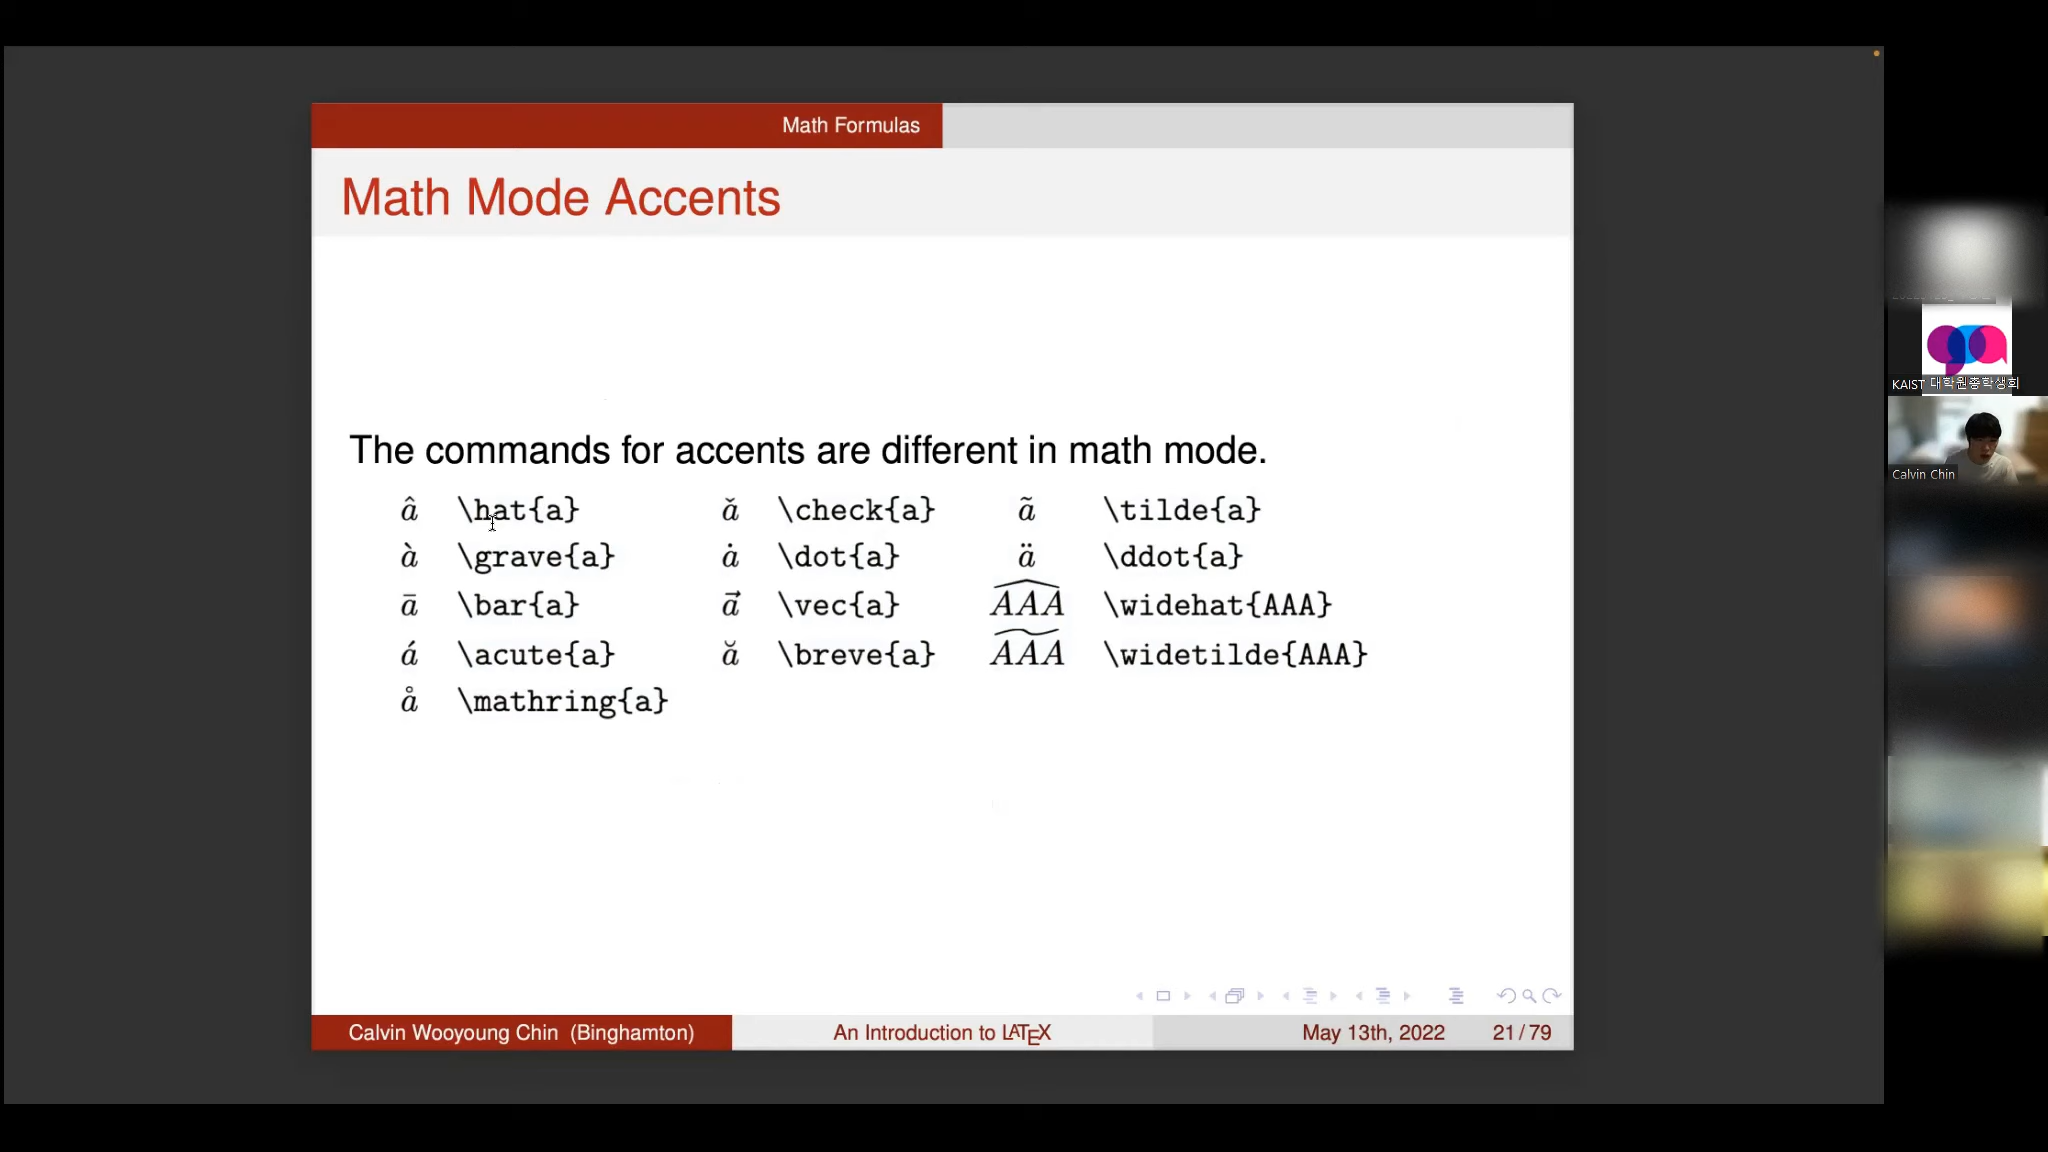 Math Formulas
Math Mode Accents
The commands for accents are different in math mode.
â \hat{a} ǎ \check{a} ã \tilde{a}
à \grave{a} ȧ \dot{a} ä \ddot{a}
ā \bar{a} a⃗ \vec{a} AAA \widehat{AAA}
á \acute{a} ă \breve{a} AAA \widetilde{AAA}
å \mathring{a}
Calvin Wooyoung Chin (Binghamton) An Introduction to LATEX May 13th, 2022 21 / 79
KAIST 대학원총학생회
Calvin Chin